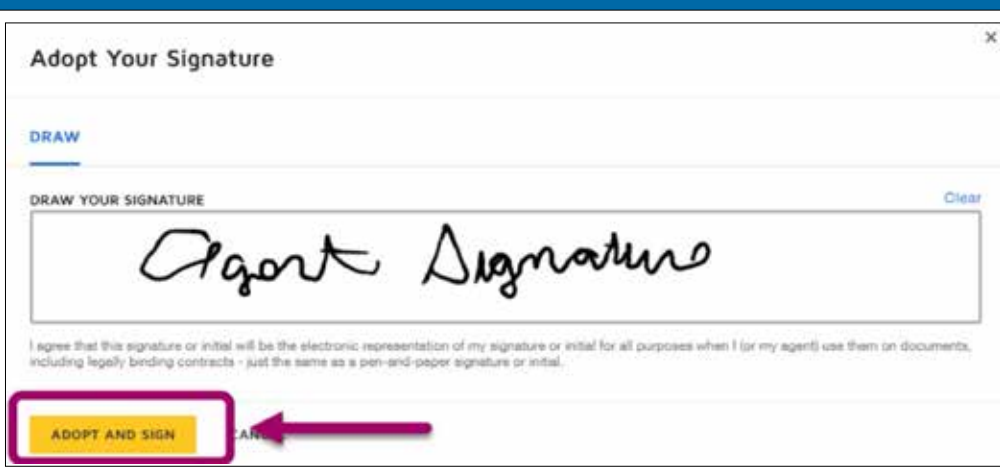 Adopt Your Signature
×
DRAW
DRAW YOUR SIGNATURE Clear
Agent Signature
I agree that this signature or initial will be the electronic representation of my signature or initial for all purposes when I (or my agent) use them on documents,
including legally binding contracts - just the same as a pen-and-paper signature or initial.
ADOPT AND SIGN